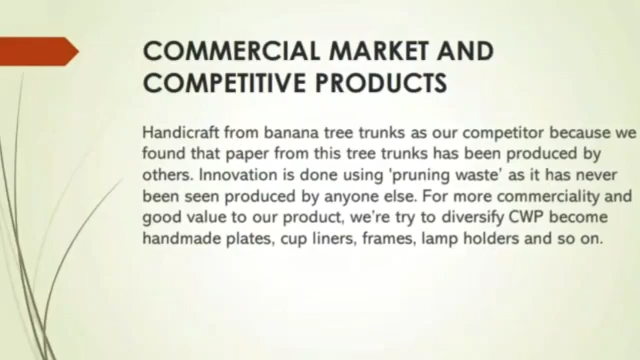 COMMERCIAL MARKET AND
COMPETITIVE PRODUCTS
Handicraft from banana tree trunks as our competitor because we
found that paper from this tree trunks has been produced by
others. Innovation is done using 'pruning waste' as it has never
been seen produced by anyone else. For more commerciality and
good value to our product, we're try to diversify CWP become
handmade plates, cup liners, frames, lamp holders and so on.